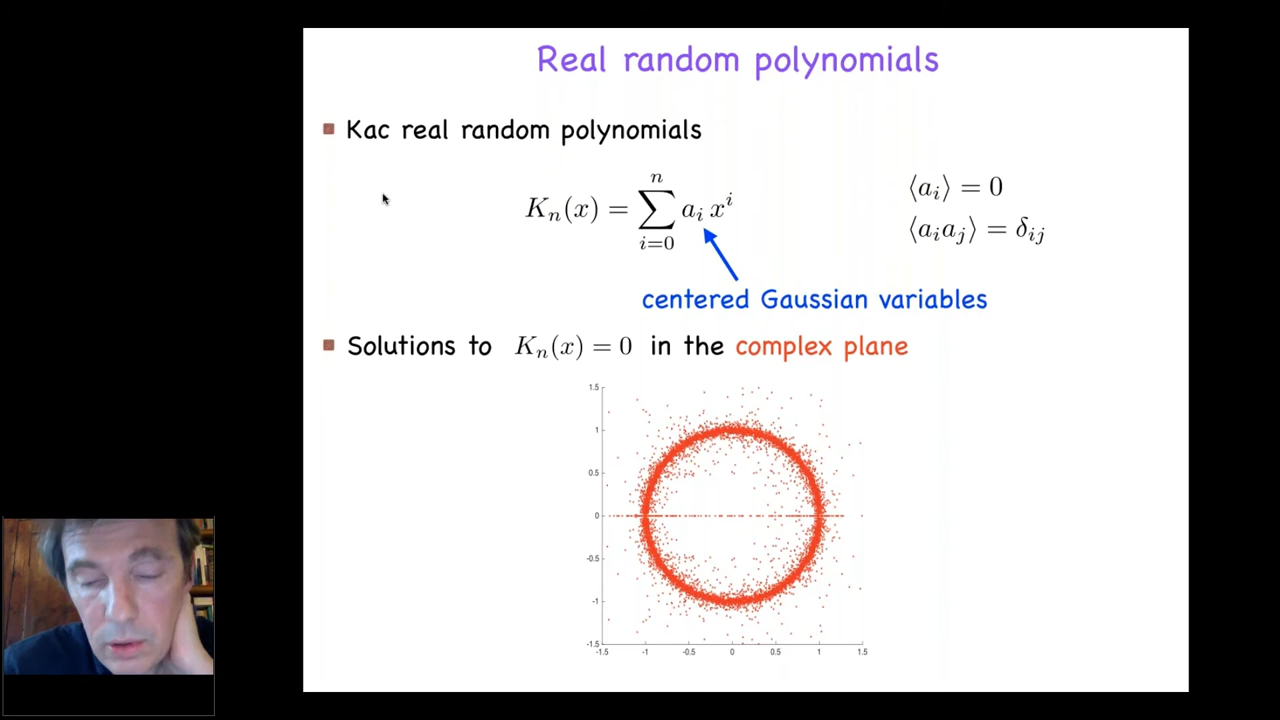 Real random polynomials
Kac real random polynomials
K_n(x) = \sum_{i=0}^{n} a_i x^i
⟨a_i⟩ = 0
⟨a_i a_j⟩ = δ_{ij}
centered Gaussian variables
Solutions to K_n(x) = 0 in the complex plane
1.5
1
0.5
0
-0.5
-1
-1.5
-1.5 -1 -0.5 0 0.5 1 1.5